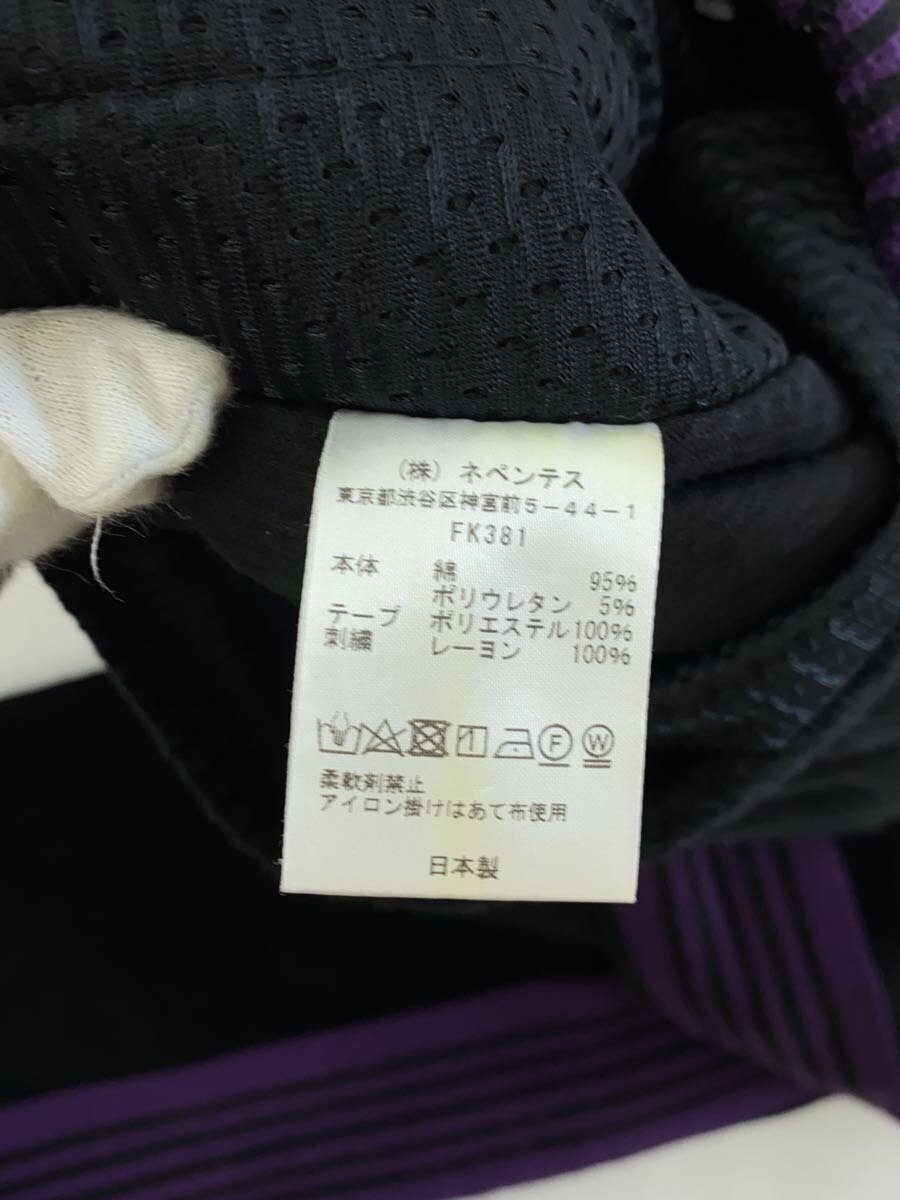 (株) ネペンテス
東京都渋谷区神宮前5-44-1
FK381
本体 綿 95%
ポリウレタン 5%
テープ ポリエステル100%
刺繍 レーヨン 100%
F W
柔軟剤禁止
アイロン掛けはあて布使用
日本製